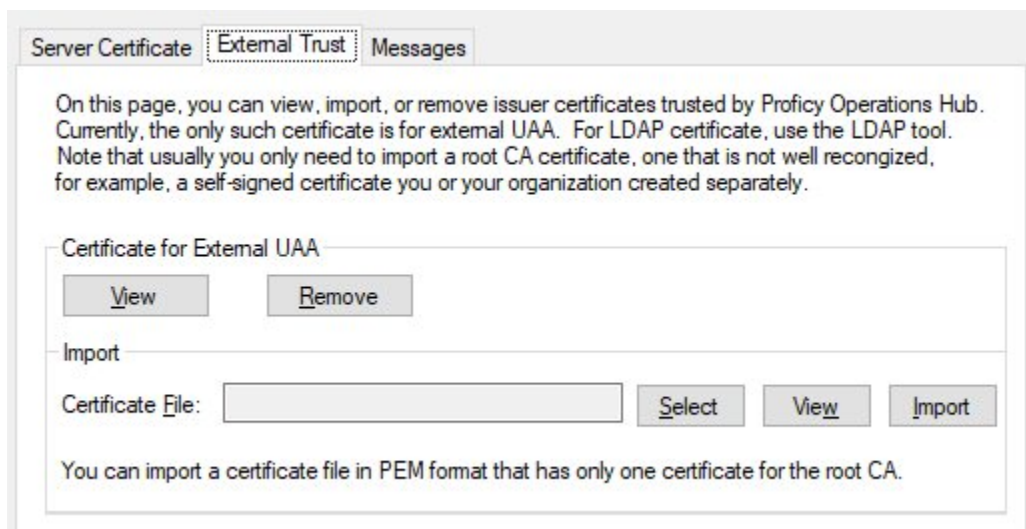 Server Certificate External Trust Messages
On this page, you can view, import, or remove issuer certificates trusted by Proficy Operations Hub.
Currently, the only such certificate is for external UAA. For LDAP certificate, use the LDAP tool.
Note that usually you only need to import a root CA certificate, one that is not well recongized,
for example, a self-signed certificate you or your organization created separately.
Certificate for External UAA
View Remove
Import
Certificate File: Select View Import
You can import a certificate file in PEM format that has only one certificate for the root CA.